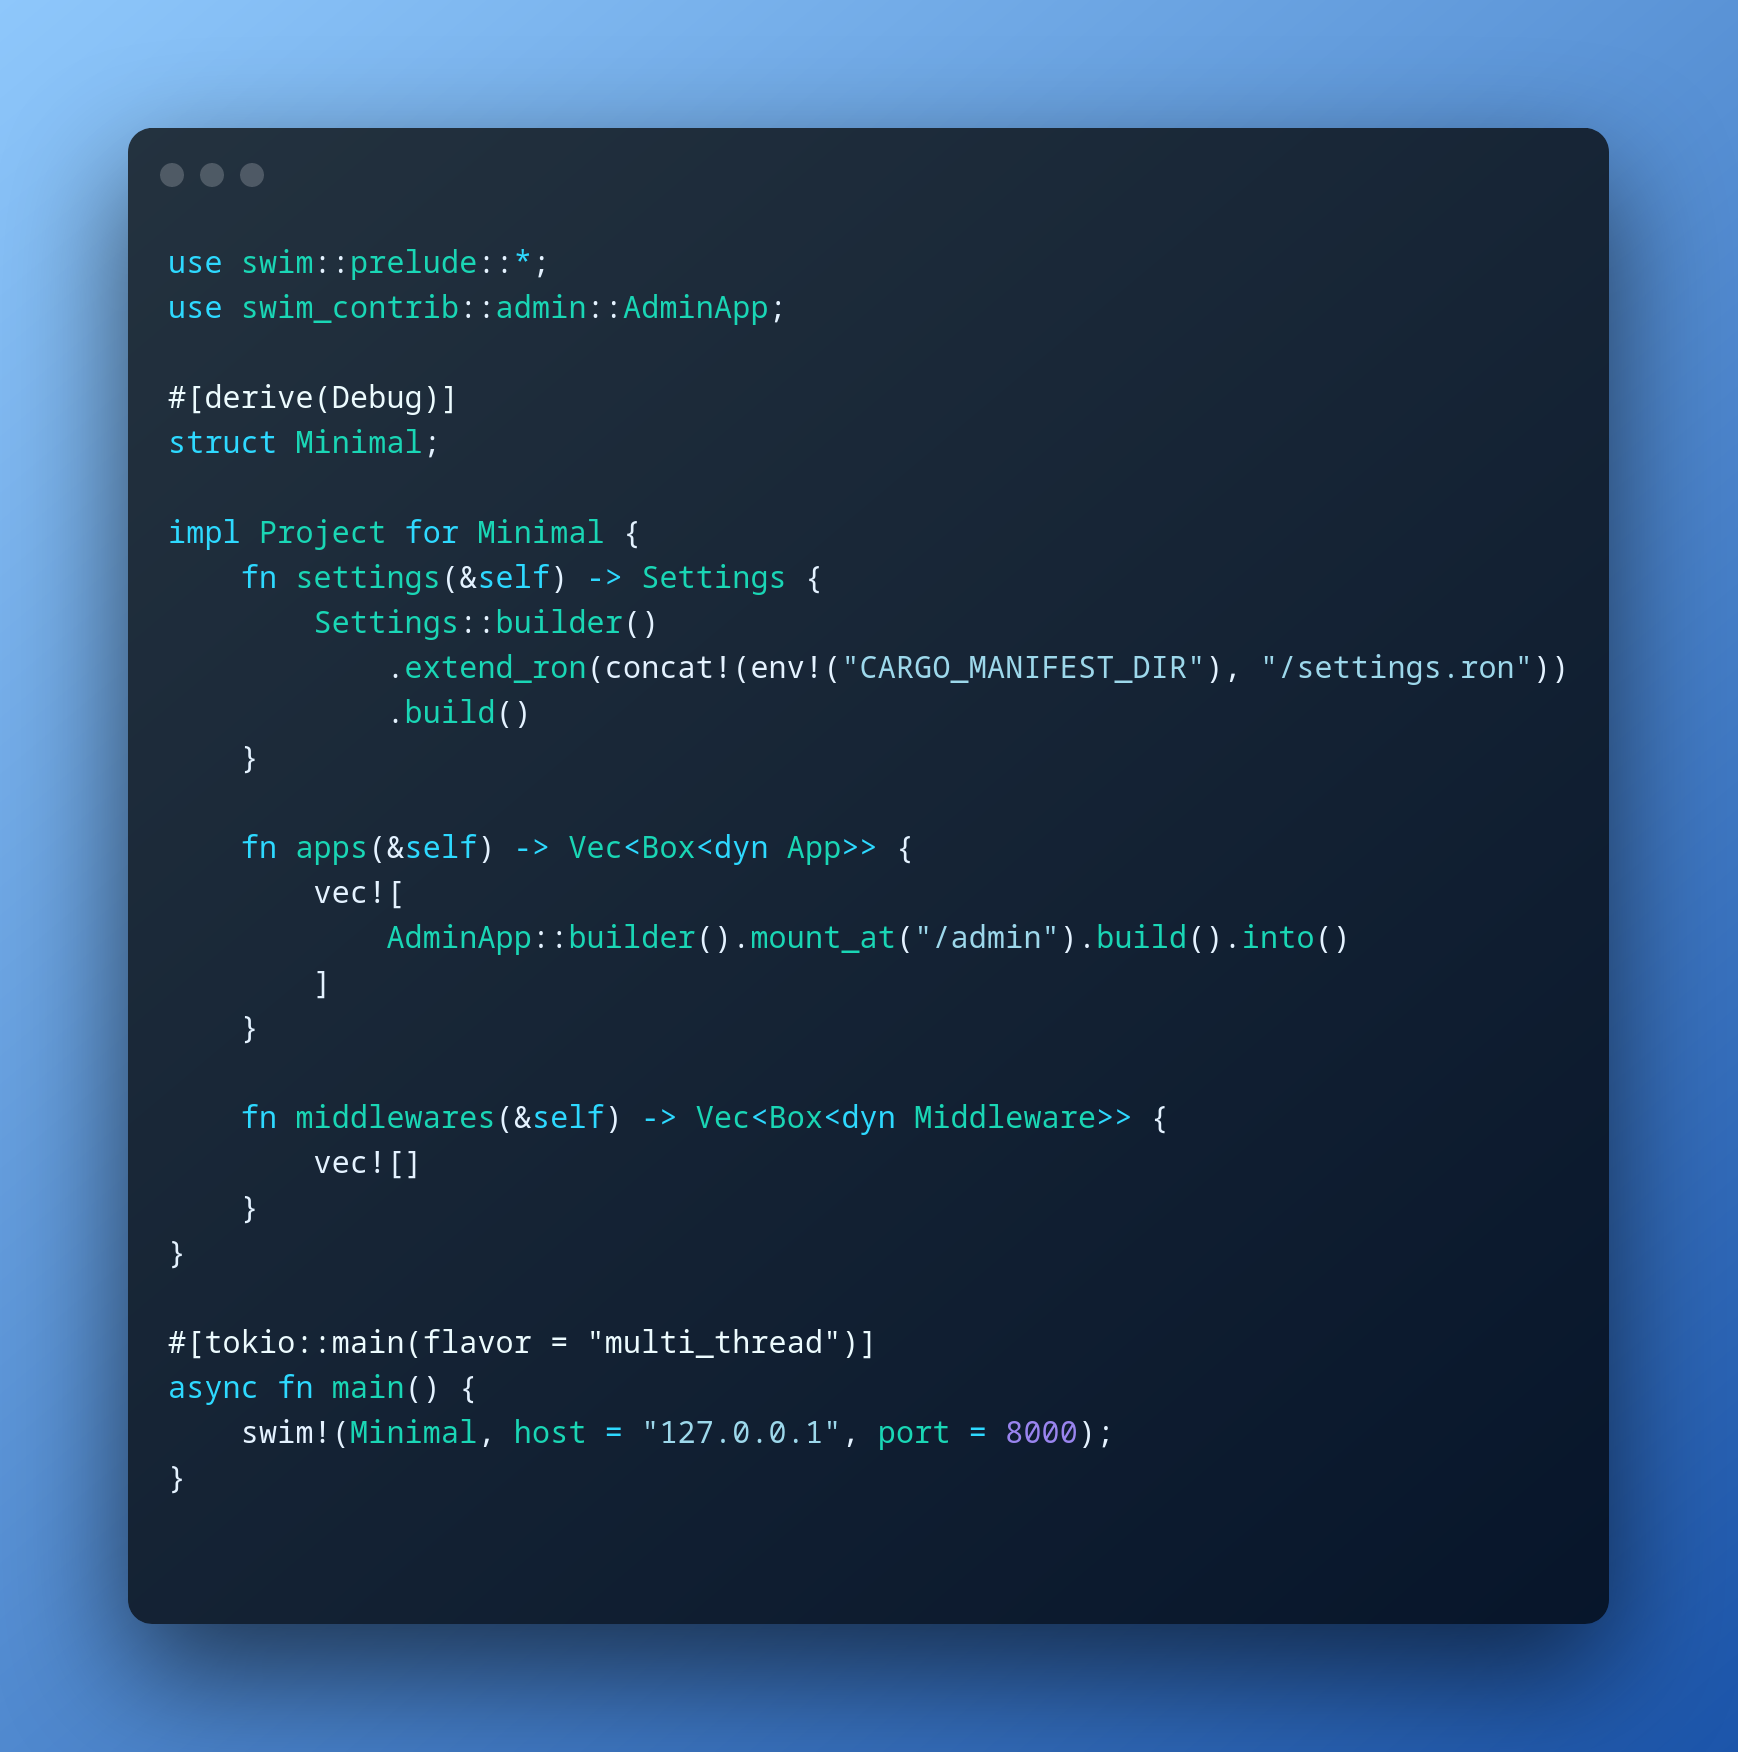 use swim::prelude::*;
use swim_contrib::admin::AdminApp;

#[derive(Debug)]
struct Minimal;

impl Project for Minimal {
    fn settings(&self) -> Settings {
        Settings::builder()
            .extend_ron(concat!(env!("CARGO_MANIFEST_DIR"), "/settings.ron"))
            .build()
    }

    fn apps(&self) -> Vec<Box<dyn App>> {
        vec![
            AdminApp::builder().mount_at("/admin").build().into()
        ]
    }

    fn middlewares(&self) -> Vec<Box<dyn Middleware>> {
        vec![]
    }
}

#[tokio::main(flavor = "multi_thread")]
async fn main() {
    swim!(Minimal, host = "127.0.0.1", port = 8000);
}